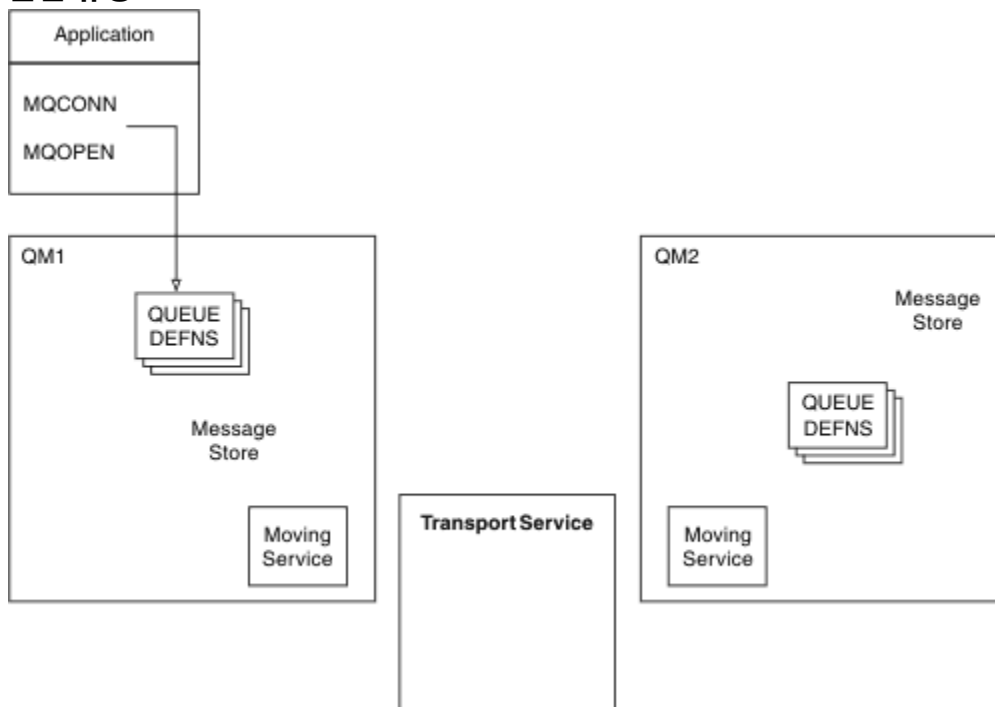 Application
MQCONN
MQOPEN
QM1
QUEUE
DEFNS
Message
Store
Moving
Service
Transport Service
QM2
Message
Store
QUEUE
DEFNS
Moving
Service